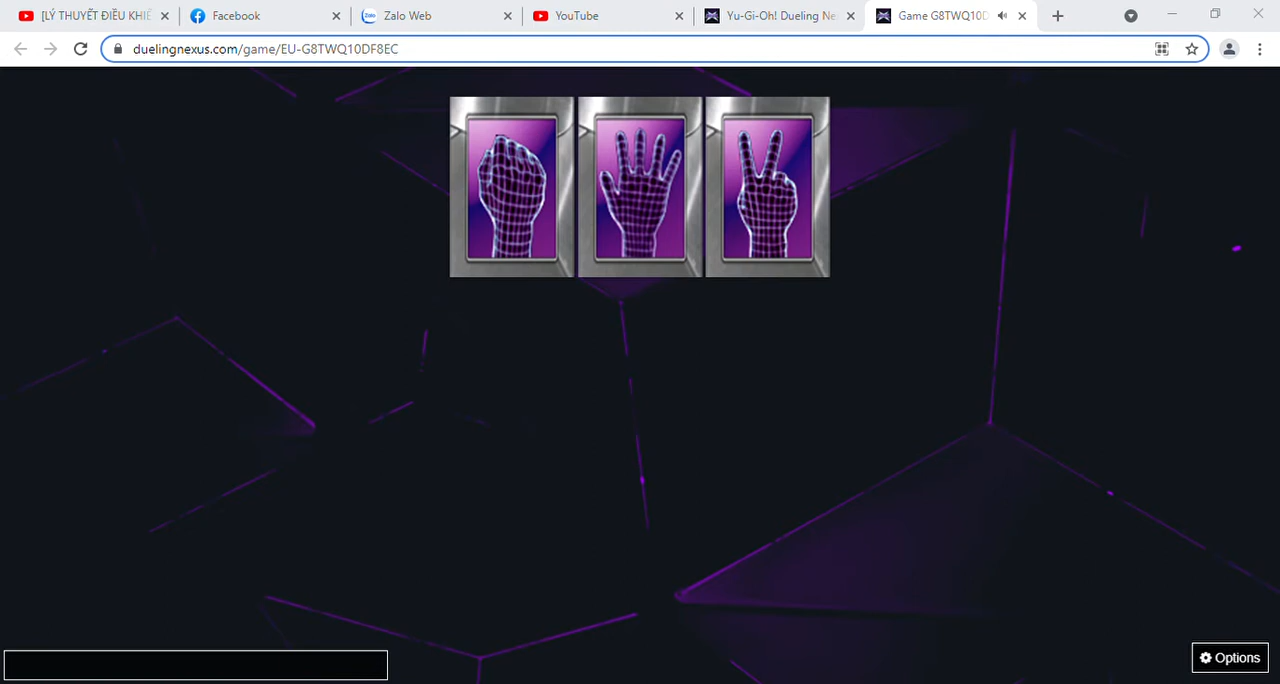 [LÝ THUYẾT ĐIỀU KHIỂ
Facebook
Zalo Zalo Web
YouTube
Yu-Gi-Oh! Dueling Ne
Game G8TWQ10D
duelingnexus.com/game/EU-G8TWQ10DF8EC
Options